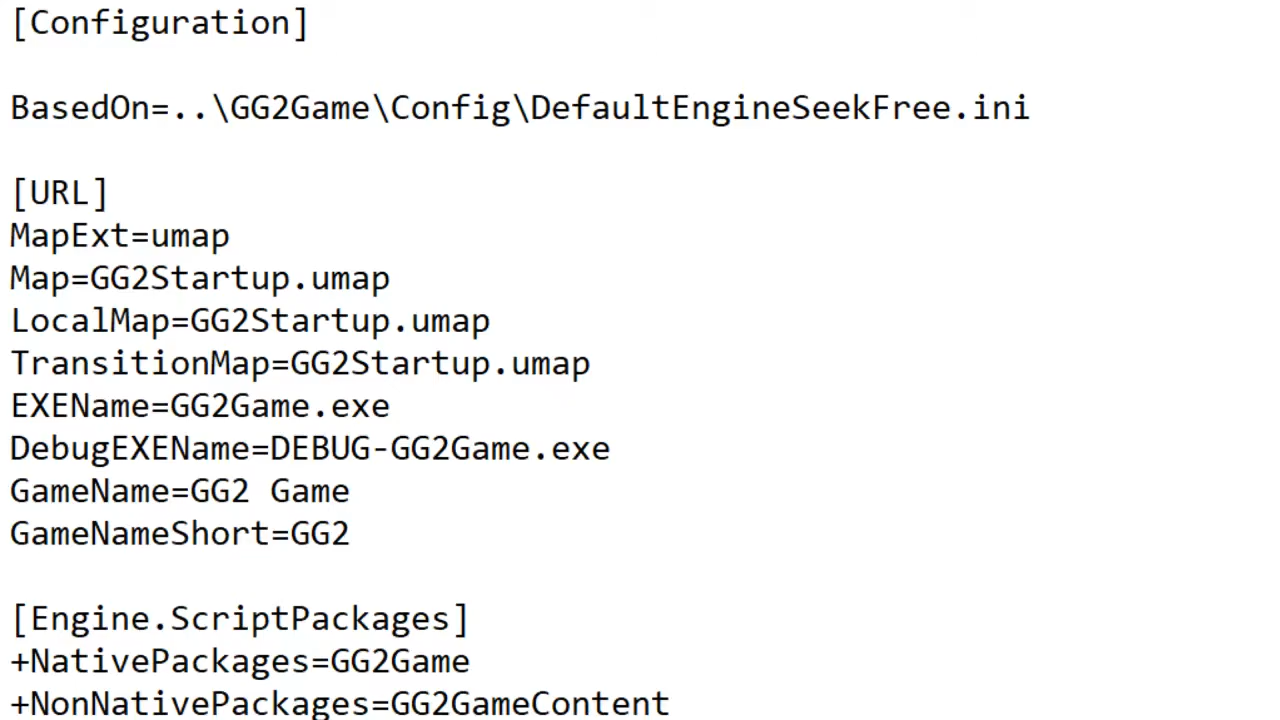 [Configuration]
BasedOn=..\GG2Game\Config\DefaultEngineSeekFree.ini
[URL]
MapExt=umap
Map=GG2Startup.umap
LocalMap=GG2Startup.umap
TransitionMap=GG2Startup.umap
EXEName=GG2Game.exe
DebugEXEName=DEBUG-GG2Game.exe
GameName=GG2 Game
GameNameShort=GG2
[Engine.ScriptPackages]
+NativePackages=GG2Game
+NonNativePackages=GG2GameContent